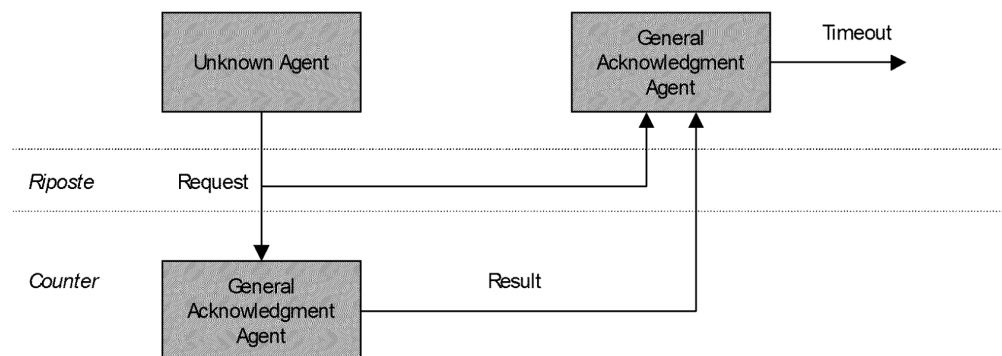 Unknown Agent
General
Acknowledgment
Agent
Timeout
Riposte
Request
Counter
General
Acknowledgment
Agent
Result